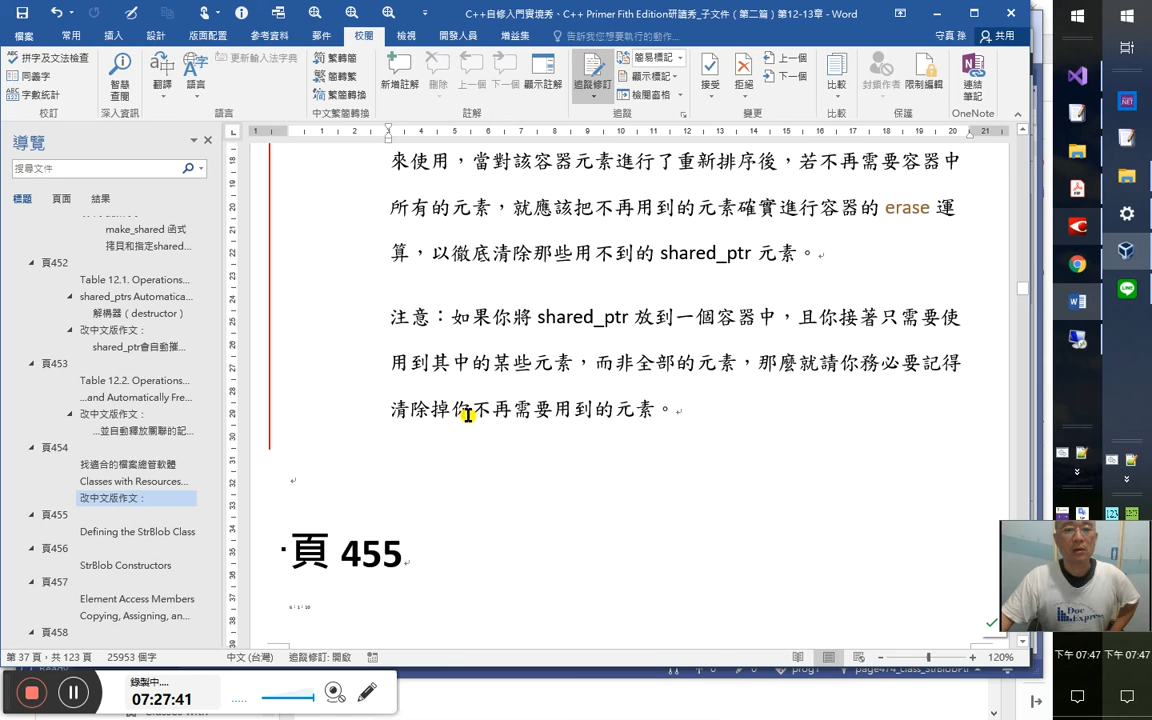 C++自修入門實境秀、C++ Primer Fith Edition研讀秀_子文件（第二篇）第12-13章 - Word
檔案 常用 插入 設計 版面配置 參考資料 郵件 校閱 檢視 開發人員 增益集 告訴我您想要執行的動作... 守真 孫 共用
拼字及文法檢查
同義字
字數統計
校訂
智慧查閱
深入資訊
翻譯
語言
更新輸入法字典
語言
繁轉簡
簡轉繁
繁簡轉換
中文繁簡轉換
新增註解
刪除
上一個
下一個
顯示註解
註解
追蹤修訂
簡易標記
顯示標記
檢閱窗格
追蹤
接受
拒絕
上一個
下一個
變更
比較
比較
封鎖作者
限制編輯
保護
連結筆記
OneNote
導覽
搜尋文件
標題 頁面 結果
make_shared 函式
拷貝和指定shared...
頁452
Table 12.1. Operations...
shared_ptrs Automatica...
解構器（destructor）
改中文版作文：
shared_ptr會自動摧...
頁453
Table 12.2. Operations...
...and Automatically Fre...
改中文版作文：
...並自動釋放關聯的記...
頁454
找適合的檔案總管軟體
Classes with Resources...
改中文版作文：
頁455
Defining the StrBlob Class
頁456
StrBlob Constructors
頁457
Element Access Members
Copying, Assigning, an...
頁458
來使用，當對該容器元素進行了重新排序後，若不再需要容器中
所有的元素，就應該把不再用到的元素確實進行容器的 erase 運
算，以徹底清除那些用不到的 shared_ptr 元素。
注意：如果你將 shared_ptr 放到一個容器中，且你接著只需要使
用到其中的某些元素，而非全部的元素，那麼就請你務必要記得
清除掉你不再需要用到的元素。
頁 455
第 37 頁，共 123 頁 25953 個字 中文 (台灣) 追蹤修訂: 開啟 120%
錄製中....
07:27:41
下午 07:47 下午 07:47